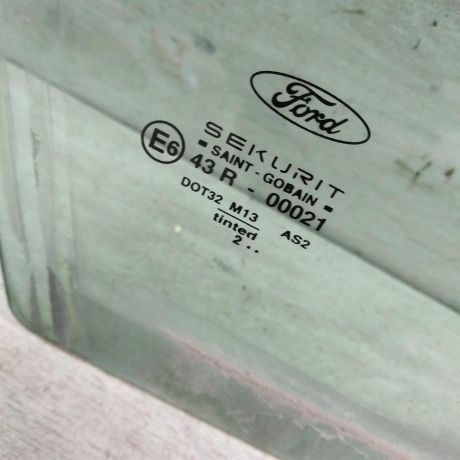 Ford
SEKURIT
▪ SAINT-GOBAIN ▪
E6 43 R - 00021
DOT32 M13 AS2
tinted
2 ..